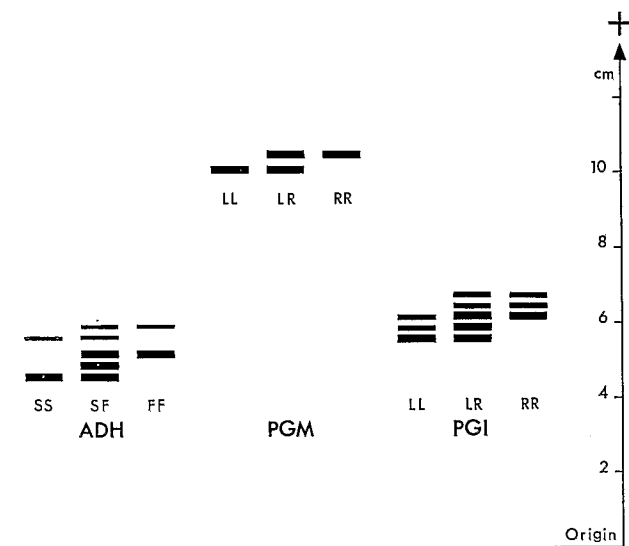 +
cm
10
LL LR RR
8
6
4
SS SF FF
LL LR RR
ADH PGM PGI
2
Origin